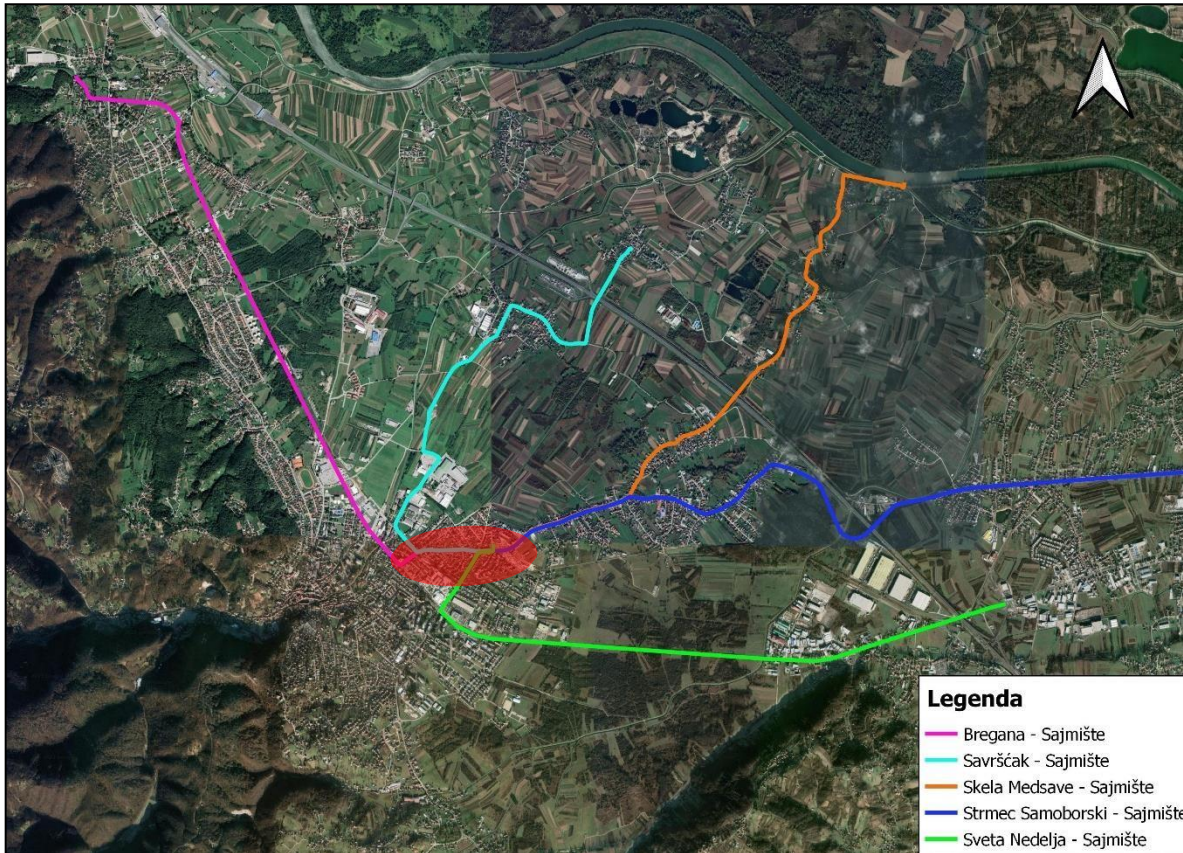 Legenda
Bregana - Sajmište
Savršćak - Sajmište
Skela Medsave - Sajmište
Strmec Samoborski - Sajmište
Sveta Nedelja - Sajmište